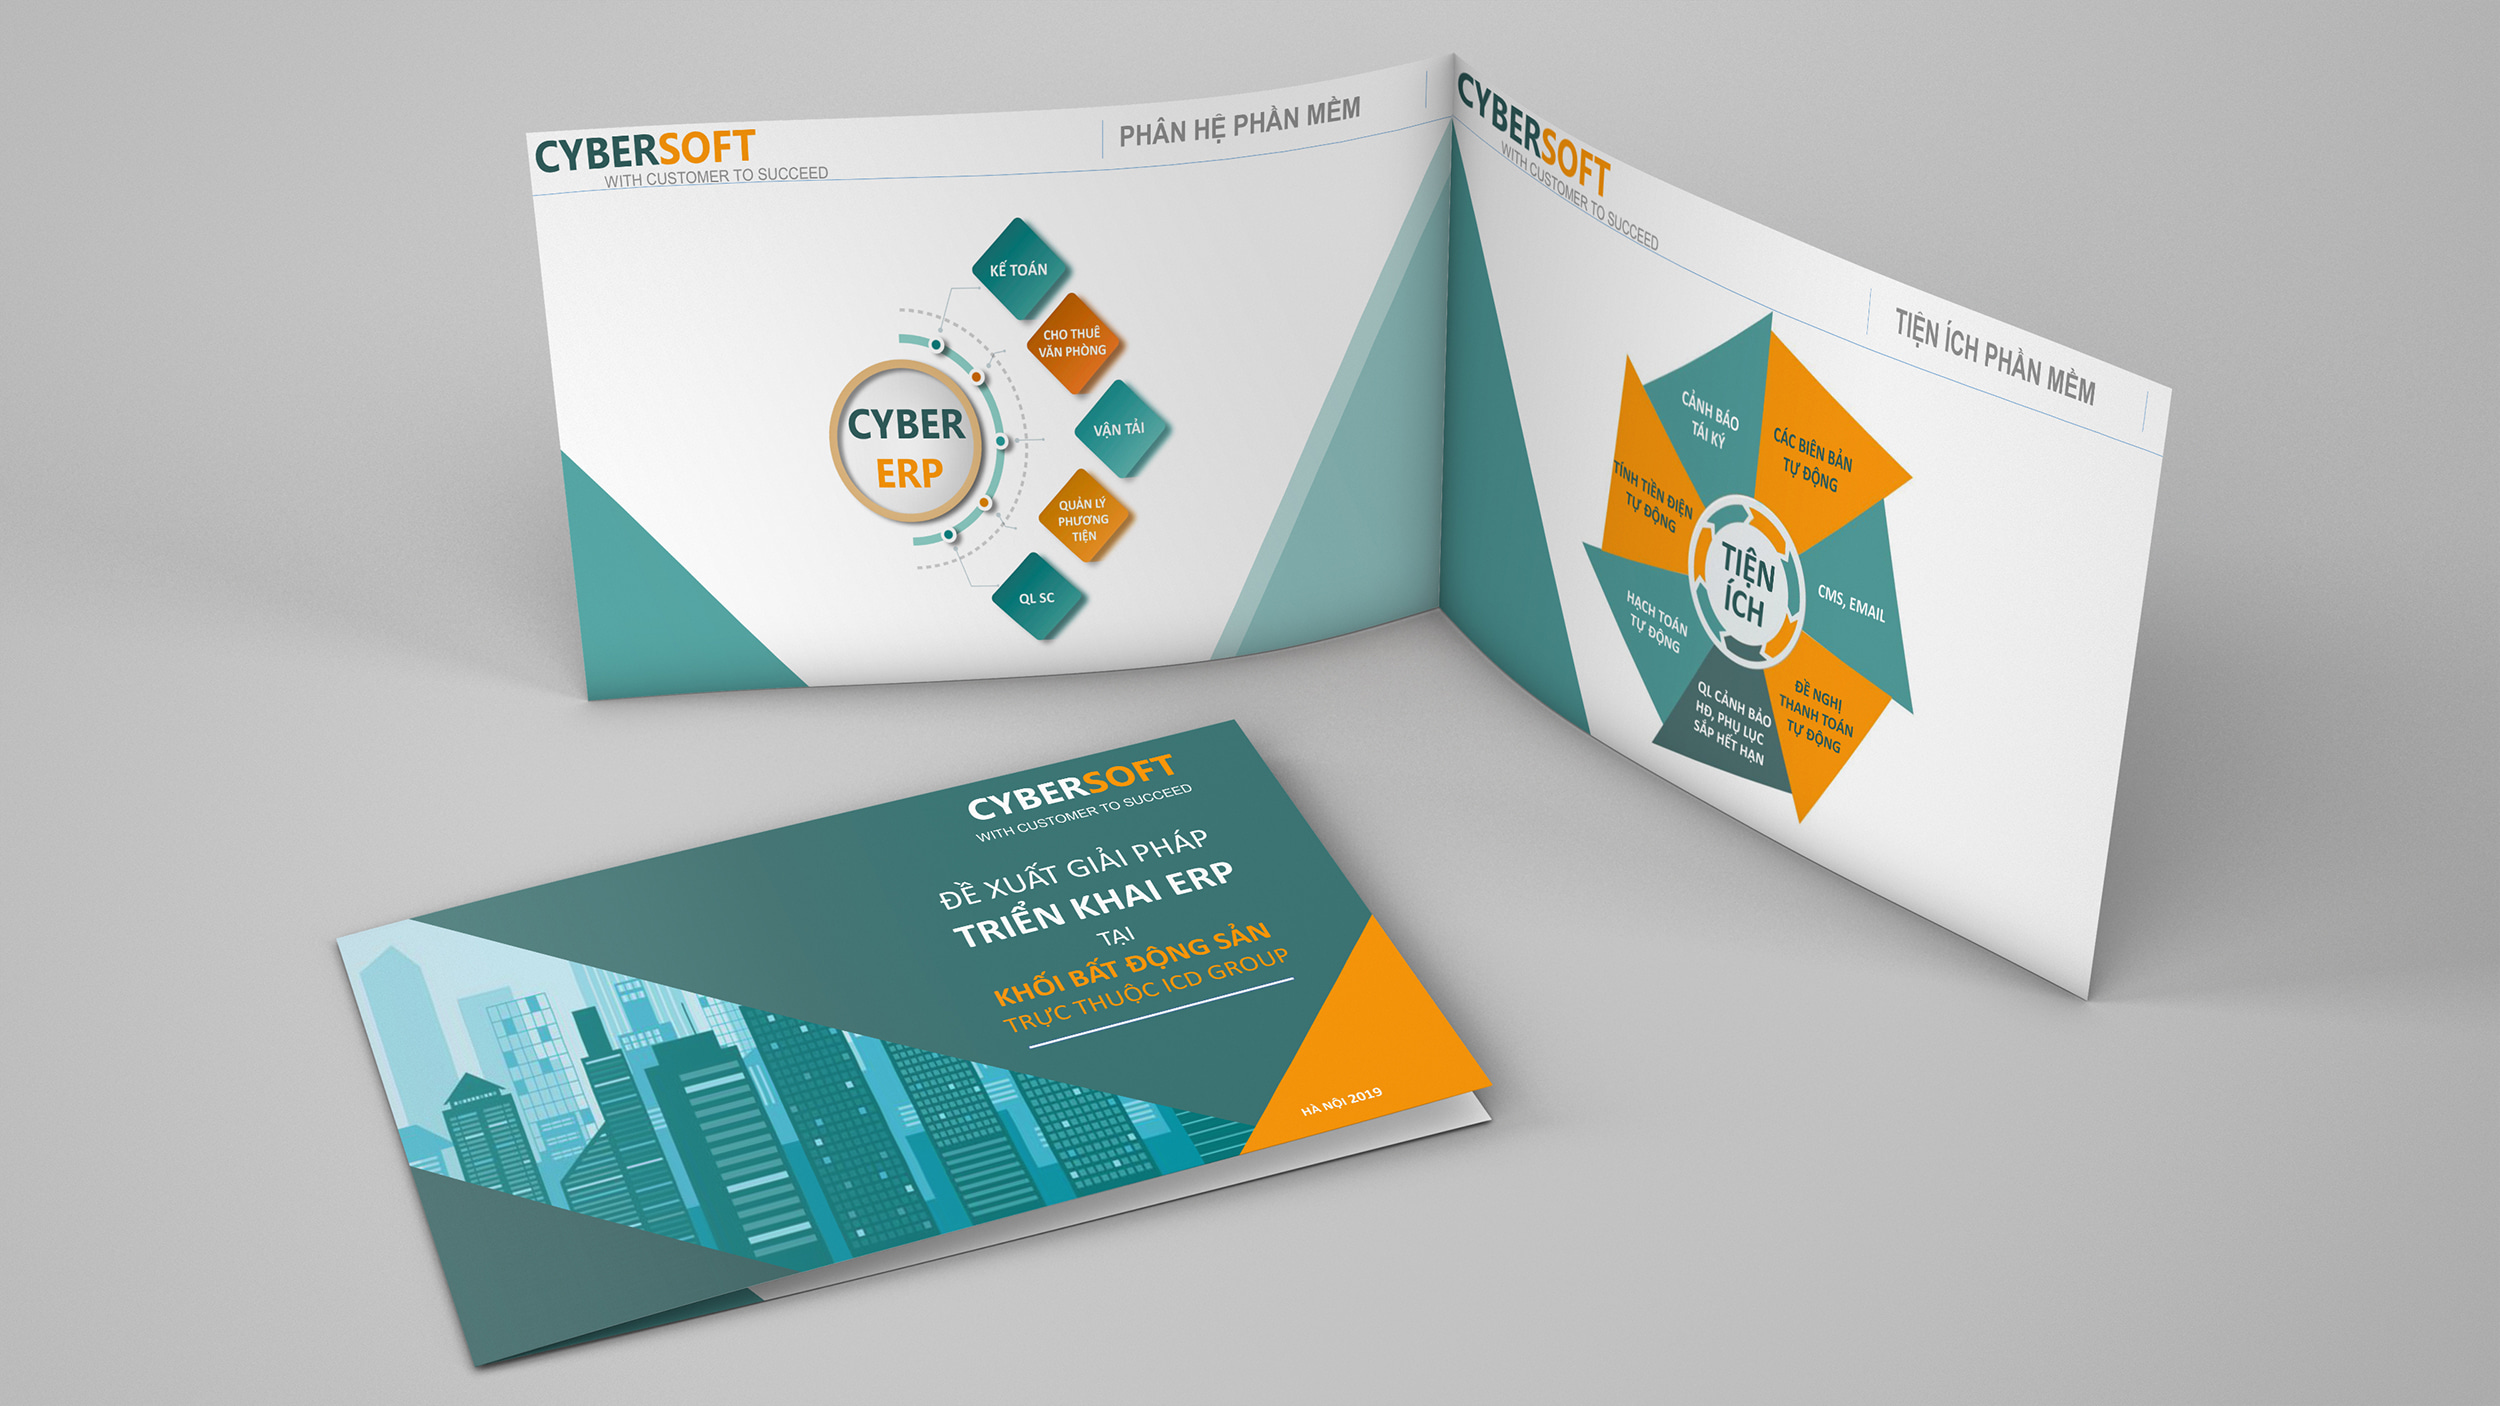 CYBERSOFT
WITH CUSTOMER TO SUCCEED
PHÂN HỆ PHẦN MỀM
KẾ TOÁN
CHO THUÊ
VĂN PHÒNG
VẬN TẢI
QUẢN LÝ
PHƯƠNG
TIỆN
QL SC
CYBER
ERP
CYBERSOFT
WITH CUSTOMER TO SUCCEED
TIỆN ÍCH PHẦN MỀM
CẢNH BÁO
TÁI KÝ
CÁC BIÊN BẢN
TỰ ĐỘNG
TÍNH TIỀN ĐIỆN
TỰ ĐỘNG
TIỆN
ÍCH
CMS, EMAIL
HẠCH TOÁN
TỰ ĐỘNG
QL CẢNH BẢO
HĐ, PHỤ LỤC
SẮP HẾT HẠN
ĐỀ NGHỊ
THANH TOÁN
TỰ ĐỘNG
CYBERSOFT
WITH CUSTOMER TO SUCCEED
ĐỀ XUẤT GIẢI PHÁP
TRIỂN KHAI ERP
TẠI
KHỐI BẤT ĐỘNG SẢN
TRỰC THUỘC ICD GROUP
HÀ NỘI 2019